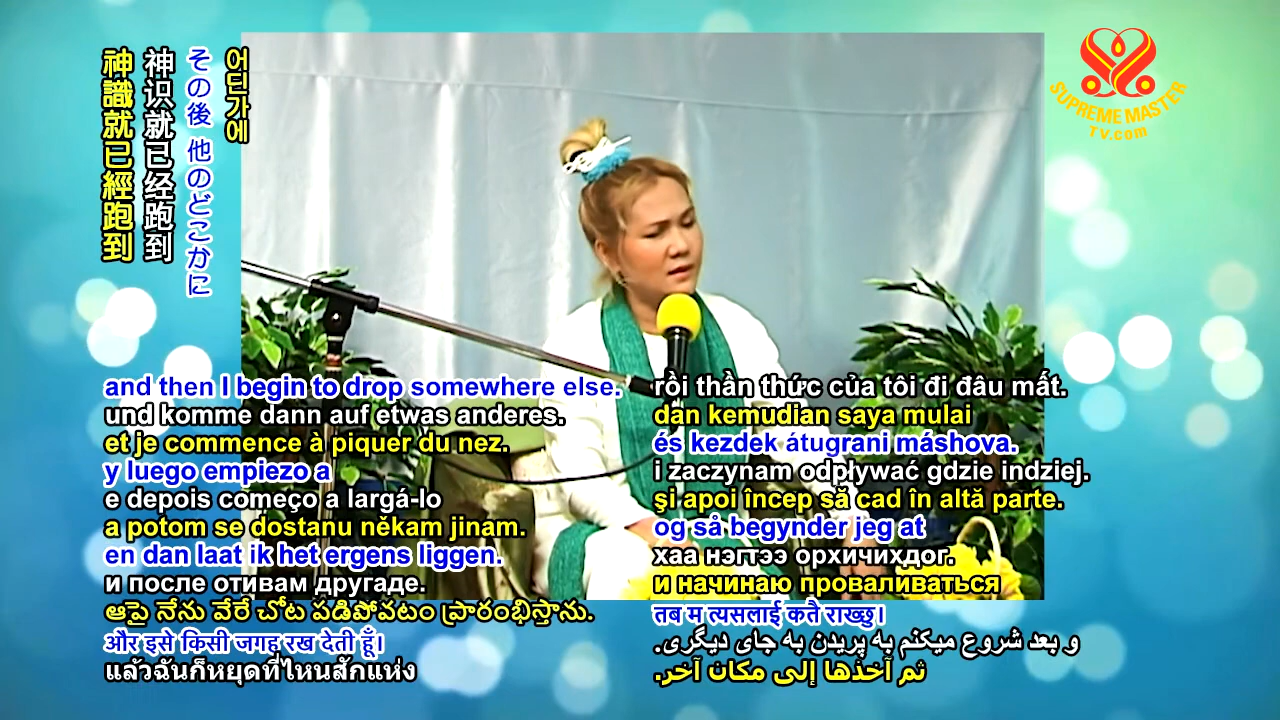 神識就已經跑到
神识就已经跑到
その後 他のどこかに
어딘가에
SUPREME MASTER
TV.com
and then I begin to drop somewhere else.
und komme dann auf etwas anderes.
et je commence à piquer du nez.
y luego empiezo a
e depois começo a largá-lo
a potom se dostanu někam jinam.
en dan laat ik het ergens liggen.
и после отивам другаде.
ఆపై నేను వేరే చోట పడిపోవటం ప్రారంభిస్తాను.
और इसे किसी जगह रख देती हूँ।
แล้วฉันก็หยุดที่ไหนสักแห่ง
rồi thần thức của tôi đi đâu mất.
dan kemudian saya mulai
és kezdek átugrani máshova.
i zaczynam odpływać gdzie indziej.
şi apoi încep să cad în altă parte.
og så begynder jeg at
хаа нэгтээ орхичихдог.
и начинаю проваливаться
तब म त्यसलाई कतै राख्छु।
و بعد شروع میکنم به پریدن به جای دیگری.
ثم آخذها إلى مكان آخر.